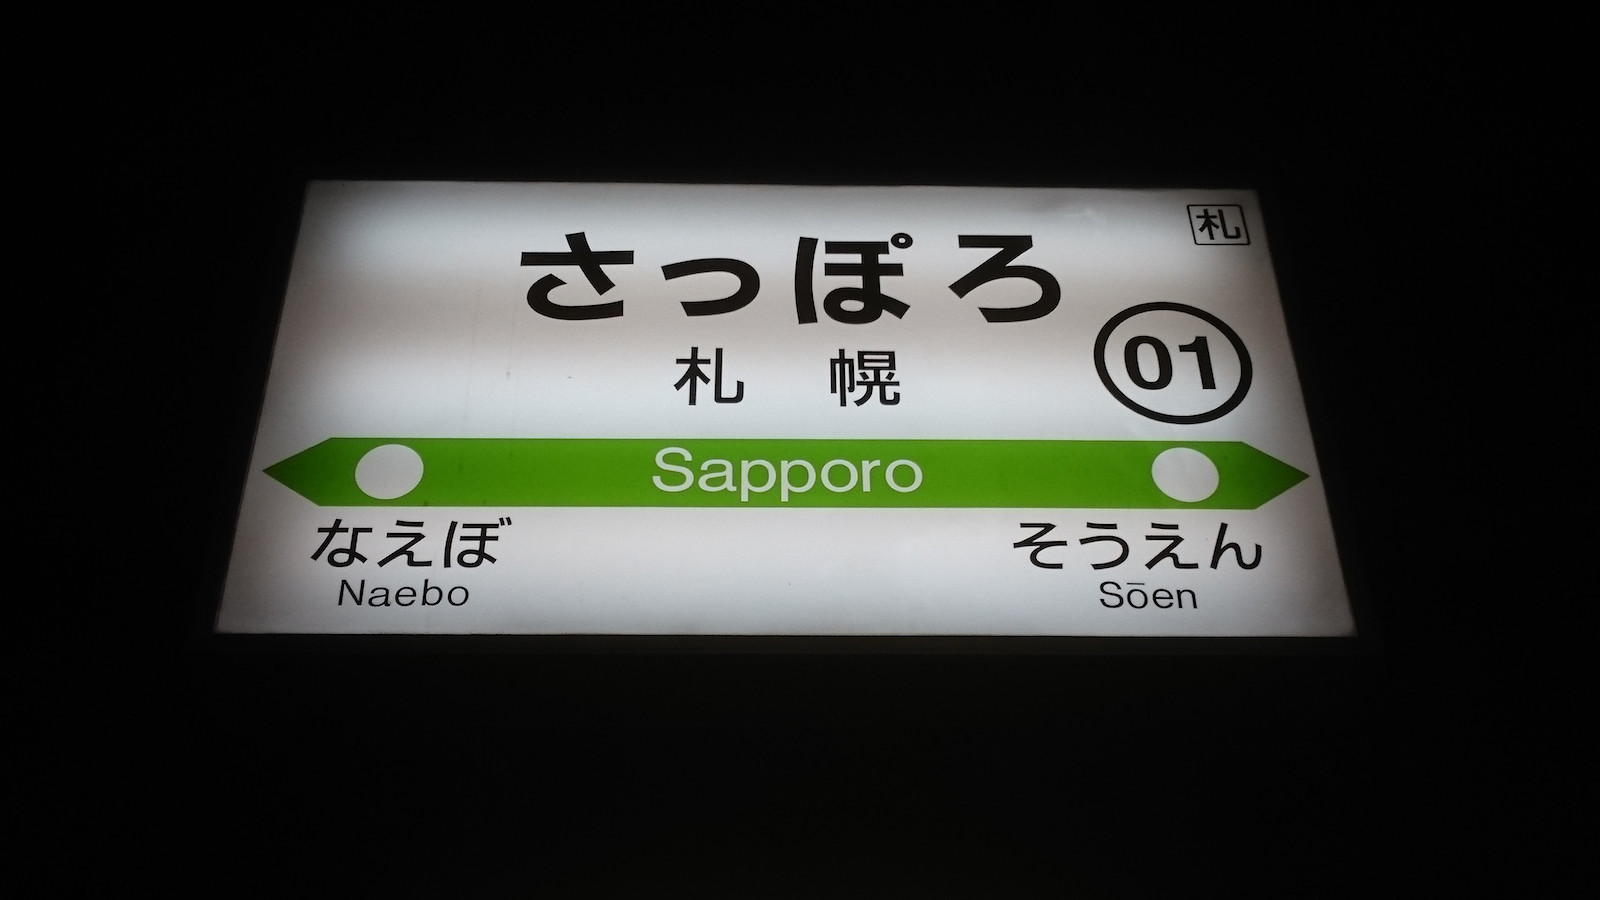 札
さっぽろ
札幌
01
Sapporo
なえぼ
Naebo
そうえん
Sōen